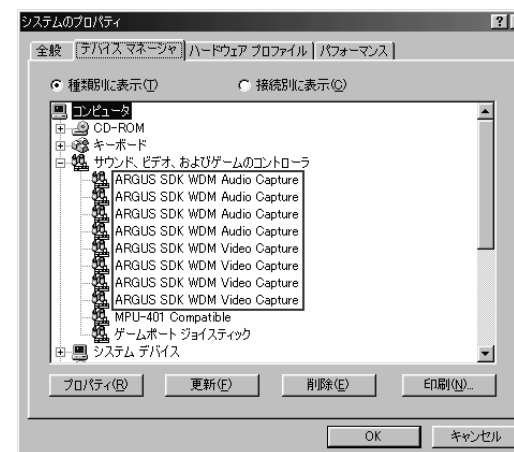 システムのプロパティ
全般 デバイス マネージャ ハードウェア プロファイル パフォーマンス
種類別に表示(T) 接続別に表示(C)
コンピュータ
CD-ROM
キーボード
サウンド、ビデオ、およびゲームのコントローラ
ARGUS SDK WDM Audio Capture
ARGUS SDK WDM Audio Capture
ARGUS SDK WDM Audio Capture
ARGUS SDK WDM Audio Capture
ARGUS SDK WDM Video Capture
ARGUS SDK WDM Video Capture
ARGUS SDK WDM Video Capture
ARGUS SDK WDM Video Capture
MPU-401 Compatible
ゲームポート ジョイスティック
システム デバイス
プロパティ(R) 更新(F) 削除(E) 印刷(N)...
OK キャンセル